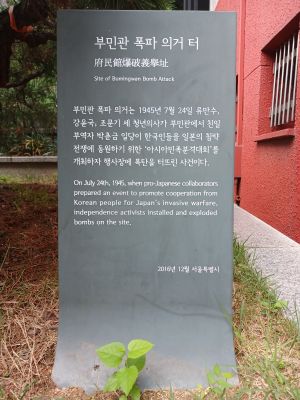 부민관 폭파 의거 터
府民館爆破義擧址
Site of Bumingwan Bomb Attack
부민관 폭파 의거는 1945년 7월 24일 류만수,
강윤국, 조문기 세 청년의사가 부민관에서 친일
부역자 박춘금 일당이 한국인들을 일본의 침략
전쟁에 동원하기 위한 '아시아민족분격대회'를
개최하자 행사장에 폭탄을 터뜨린 사건이다.
On July 24th, 1945, when pro-Japanese collaborators
prepared an event to promote cooperation from
Korean people for Japan's invasive warfare,
independence activists installed and exploded
bombs on the site.
2016년 12월 서울특별시